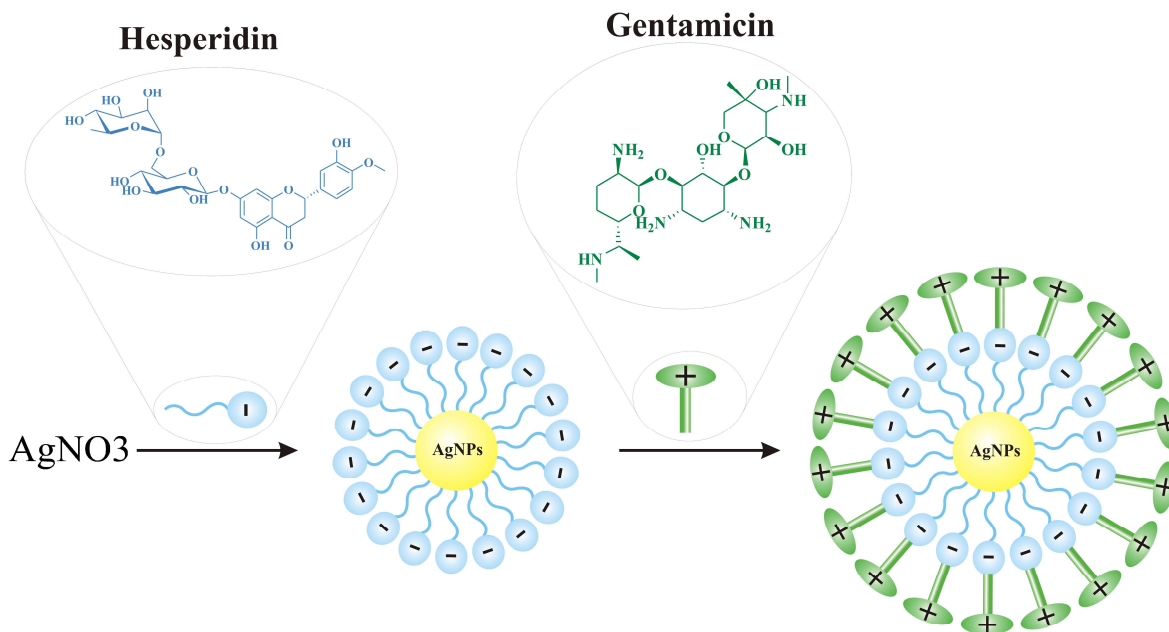 Hesperidin
Gentamicin
OH
HO
OH
HO
O
O
O
OH
O
HO
HO
OH
O
O
OH
O
OH
O
OH
NH
NH2
O
OH
O
OH
O
O
H2N
NH2
HN
-
+
AgNO3
AgNPs
- - - - - - - - - - - - - - - - - -
AgNPs
- - - - - - - - - - - - - - - - - -
+ + + + + + + + + + + + + + + + + +